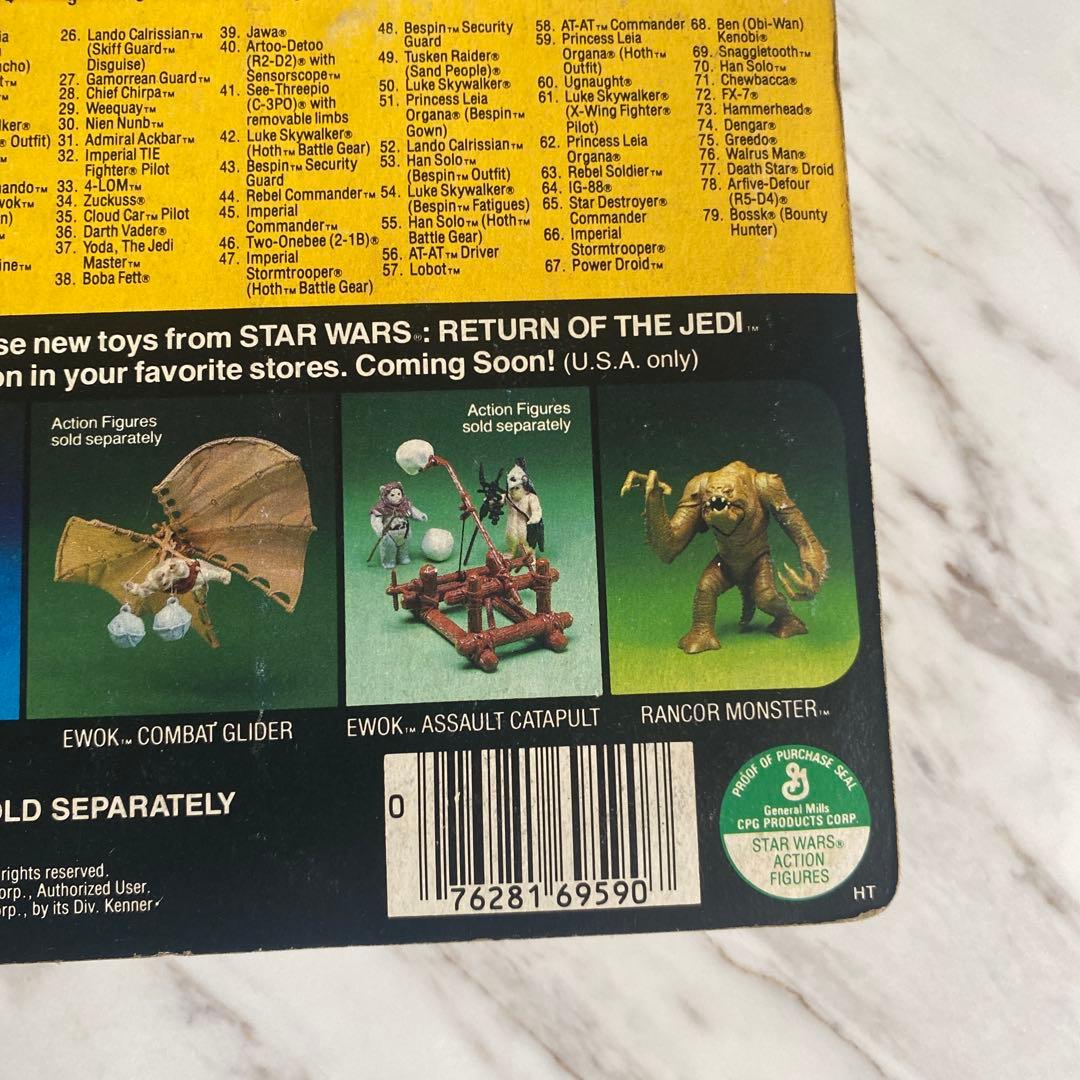 26. Lando Calrissian™
(Skiff Guard™
Disguise)
27. Gamorrean Guard™
28. Chief Chirpa™
29. Weequay™
30. Nien Nunb™
31. Admiral Ackbar™
32. Imperial TIE
Fighter® Pilot
33. 4-LOM™
34. Zuckuss®
35. Cloud Car™ Pilot
36. Darth Vader®
37. Yoda, The Jedi
Master™
38. Boba Fett®
cho)
Outfit)
39. Jawa®
40. Artoo-Detoo
(R2-D2)® with
Sensorscope™
41. See-Threepio
(C-3PO)® with
removable limbs
42. Luke Skywalker®
(Hoth™ Battle Gear)
43. Bespin™ Security
Guard
44. Rebel Commander™
45. Imperial
Commander™
46. Two-Onebee (2-1B)®
47. Imperial
Stormtrooper®
(Hoth™ Battle Gear)
48. Bespin™ Security
Guard
49. Tusken Raider®
(Sand People)®
50. Luke Skywalker®
51. Princess Leia
Organa® (Bespin™
Gown)
52. Lando Calrissian™
53. Han Solo™
(Bespin™ Outfit)
54. Luke Skywalker®
(Bespin™ Fatigues)
55. Han Solo™ (Hoth™
Battle Gear)
56. AT-AT™ Driver
57. Lobot™
58. AT-AT™ Commander
59. Princess Leia
Organa® (Hoth™
Outfit)
60. Ugnaught®
61. Luke Skywalker®
(X-Wing Fighter®
Pilot)
62. Princess Leia
Organa®
63. Rebel Soldier™
64. IG-88®
65. Star Destroyer®
Commander
66. Imperial
Stormtrooper®
67. Power Droid™
68. Ben (Obi-Wan)
Kenobi®
69. Snaggletooth™
70. Han Solo™
71. Chewbacca®
72. FX-7®
73. Hammerhead®
74. Dengar®
75. Greedo®
76. Walrus Man®
77. Death Star® Droid
78. Arfive-Defour
(R5-D4)®
79. Bossk® (Bounty
Hunter)
se new toys from STAR WARS®: RETURN OF THE JEDI™
on in your favorite stores. Coming Soon! (U.S.A. only)
Action Figures
sold separately
Action Figures
sold separately
EWOK™ COMBAT GLIDER
EWOK™ ASSAULT CATAPULT
RANCOR MONSTER™
OLD SEPARATELY
rights reserved.
orp., Authorized User.
orp., by its Div. Kenner
0
76281 69590
PROOF OF PURCHASE SEAL
General Mills
CPG PRODUCTS CORP.
STAR WARS®
ACTION
FIGURES
HT